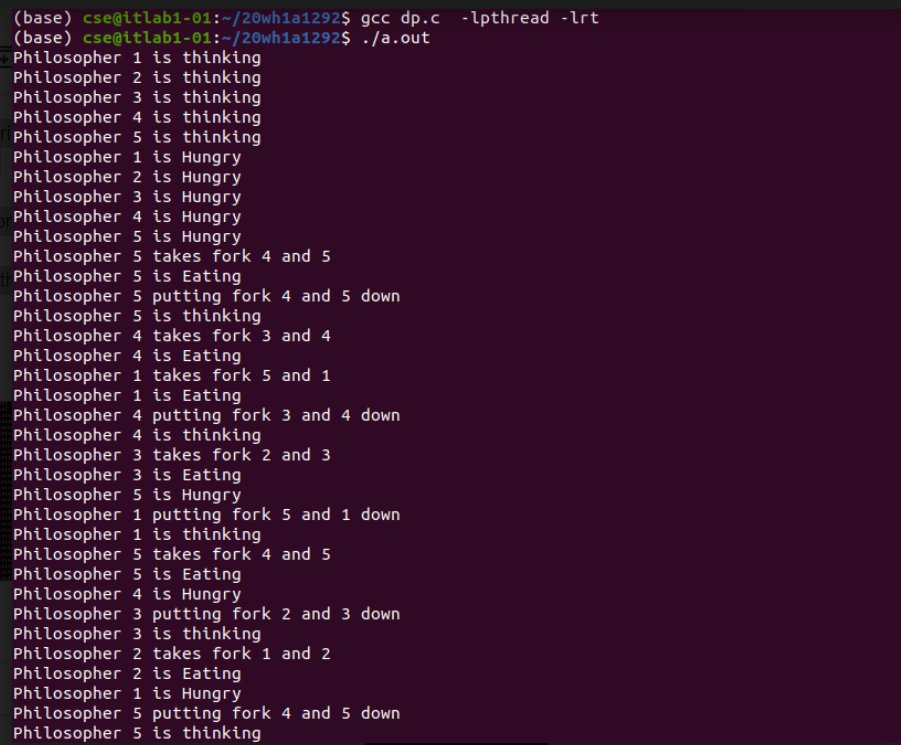 (base) cse@itlab1-01:~/20wh1a1292$ gcc dp.c  -lpthread -lrt
(base) cse@itlab1-01:~/20wh1a1292$ ./a.out
Philosopher 1 is thinking
Philosopher 2 is thinking
Philosopher 3 is thinking
Philosopher 4 is thinking
Philosopher 5 is thinking
Philosopher 1 is Hungry
Philosopher 2 is Hungry
Philosopher 3 is Hungry
Philosopher 4 is Hungry
Philosopher 5 is Hungry
Philosopher 5 takes fork 4 and 5
Philosopher 5 is Eating
Philosopher 5 putting fork 4 and 5 down
Philosopher 5 is thinking
Philosopher 4 takes fork 3 and 4
Philosopher 4 is Eating
Philosopher 1 takes fork 5 and 1
Philosopher 1 is Eating
Philosopher 4 putting fork 3 and 4 down
Philosopher 4 is thinking
Philosopher 3 takes fork 2 and 3
Philosopher 3 is Eating
Philosopher 5 is Hungry
Philosopher 1 putting fork 5 and 1 down
Philosopher 1 is thinking
Philosopher 5 takes fork 4 and 5
Philosopher 5 is Eating
Philosopher 4 is Hungry
Philosopher 3 putting fork 2 and 3 down
Philosopher 3 is thinking
Philosopher 2 takes fork 1 and 2
Philosopher 2 is Eating
Philosopher 1 is Hungry
Philosopher 5 putting fork 4 and 5 down
Philosopher 5 is thinking